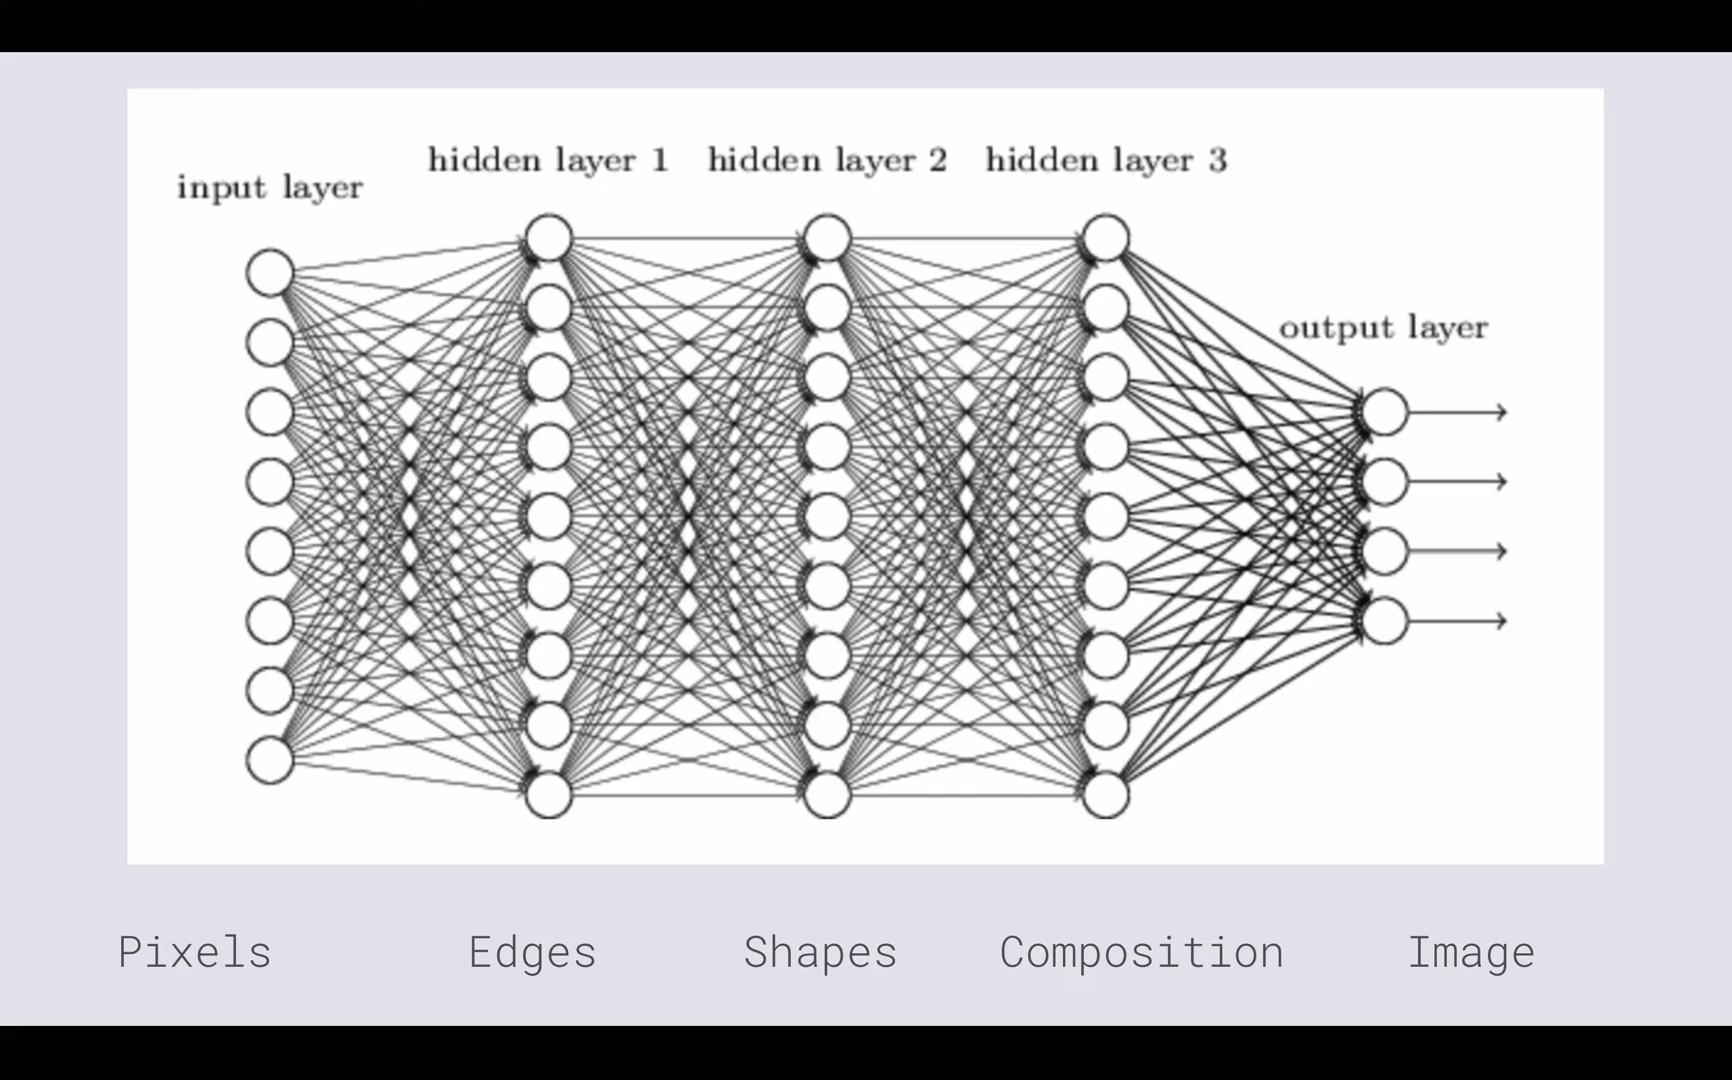 hidden layer 1 hidden layer 2 hidden layer 3
input layer
output layer
Pixels Edges Shapes Composition Image